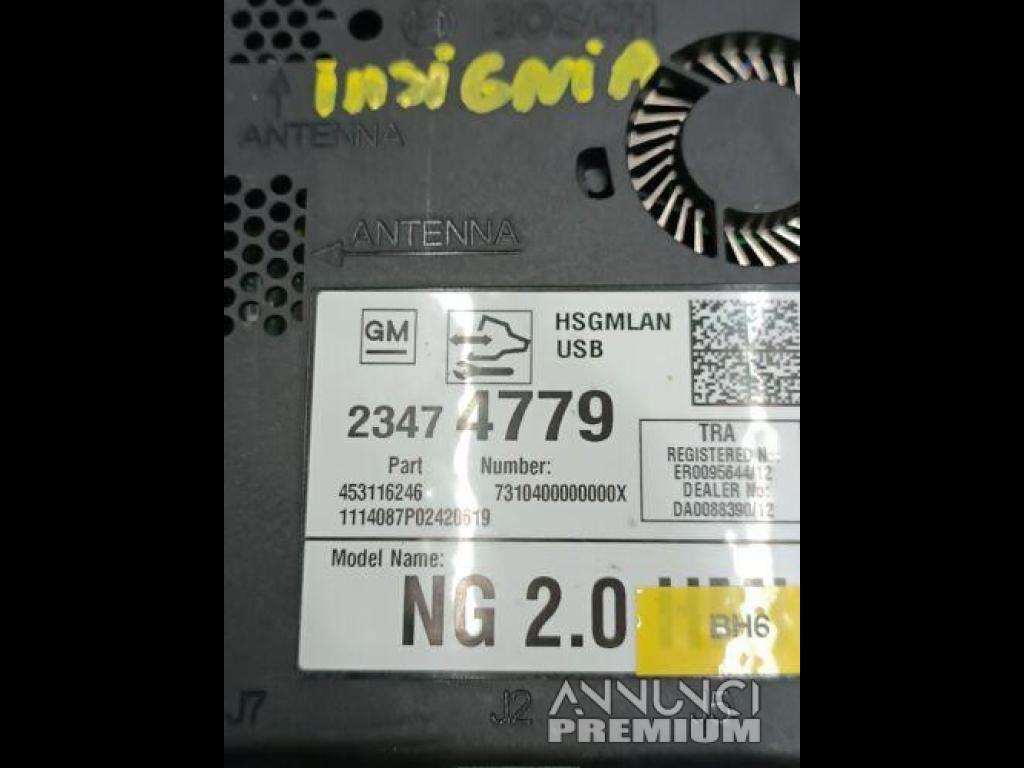 BOSCH
INSIGNIA
ANTENNA
ANTENNA
GM
HSGMLAN
USB
2347 4779
Part Number:
453116246 7310400000000X
1114087P02420619
TRA
REGISTERED No:
ER0095644/12
DEALER No:
DA0088390/12
Model Name:
NG 2.0
BH6
J7
J2
ANNUNCI
PREMIUM